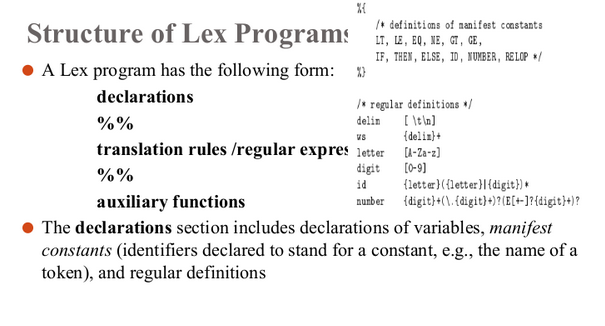 Structure of Lex Programs
A Lex program has the following form:
declarations
%%
translation rules /regular expres
%%
auxiliary functions
The declarations section includes declarations of variables, manifest
constants (identifiers declared to stand for a constant, e.g., the name of a
token), and regular definitions
%{
/* definitions of manifest constants
LT, LE, EQ, NE, GT, GE,
IF, THEN, ELSE, ID, NUMBER, RELOP */
%}
/* regular definitions */
delim [ \t\n]
ws {delim}+
letter [A-Za-z]
digit [0-9]
id {letter}({letter}|{digit})*
number {digit}+(\.{digit}+)?(E[+-]?{digit}+)?